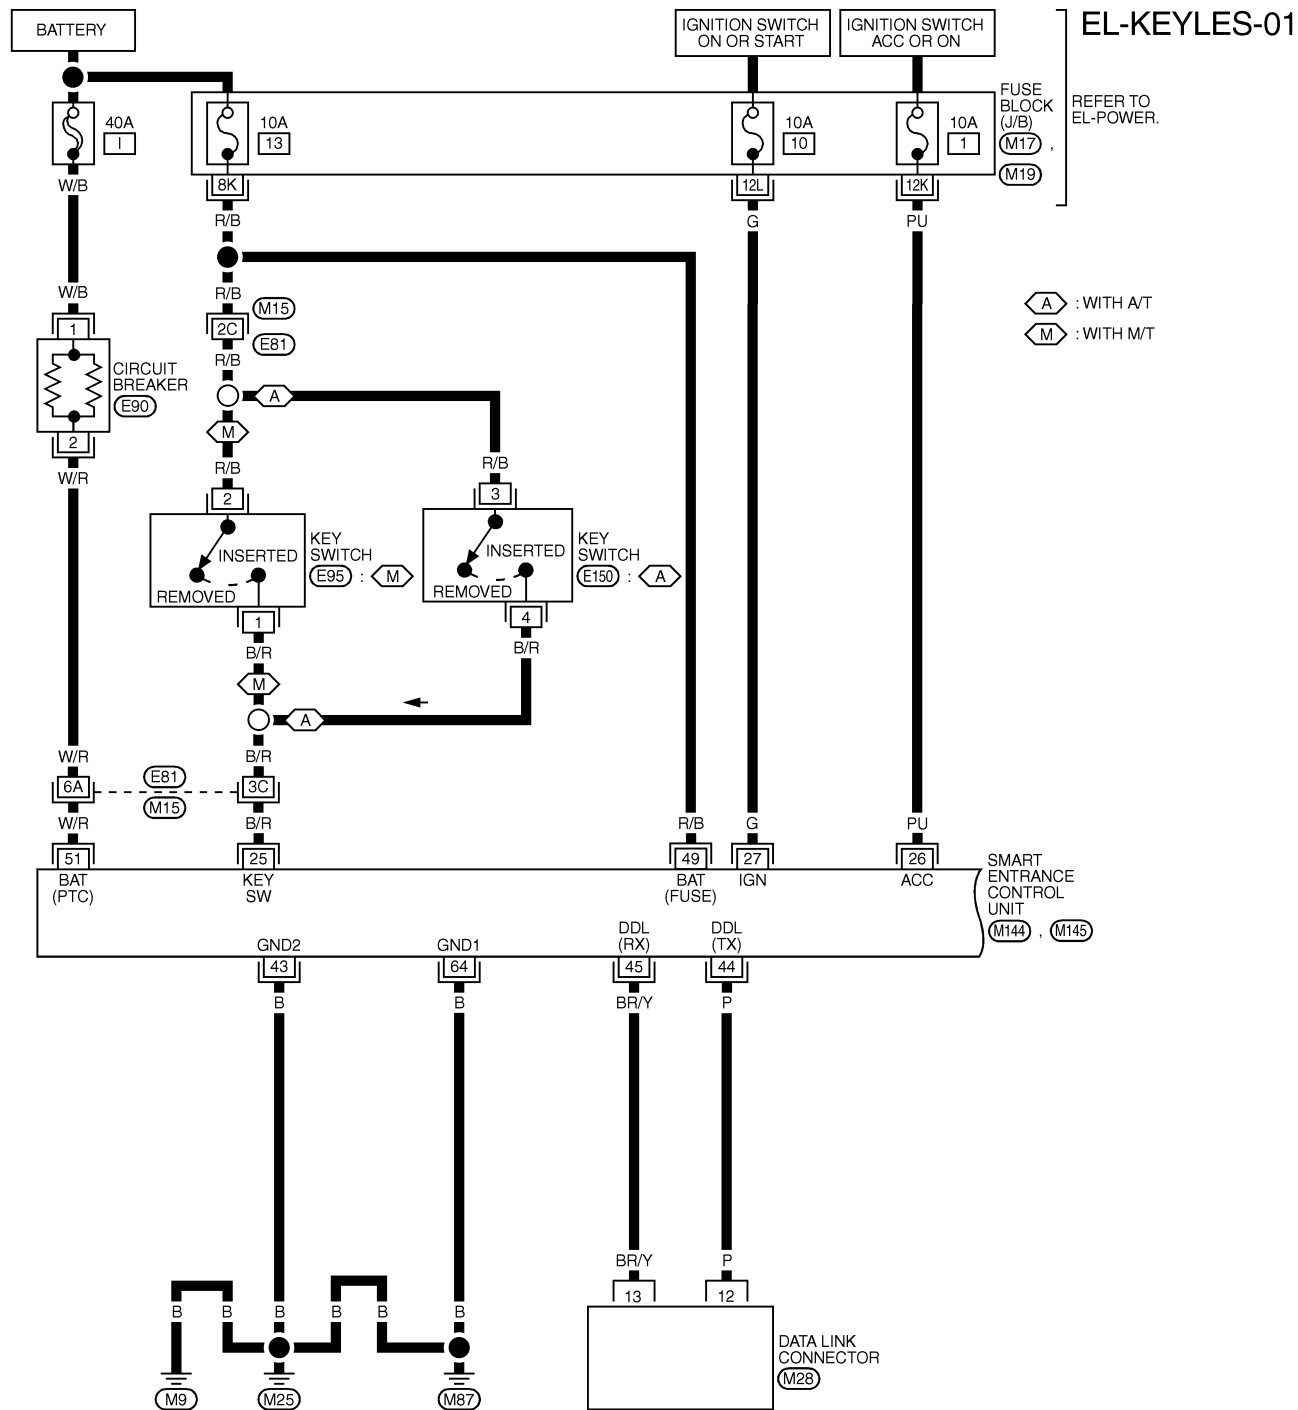 EL-KEYLES-01
BATTERY
IGNITION SWITCH
ON OR START
IGNITION SWITCH
ACC OR ON
FUSE
BLOCK
(J/B)
M17 ,
M19
REFER TO
EL-POWER.
40A
I
10A
13
10A
10
10A
1
8K
12L
12K
W/B
R/B
G
PU
W/B
R/B
M15
2C
E81
R/B
A : WITH A/T
M : WITH M/T
1
CIRCUIT
BREAKER
E90
2
W/R
A
M
R/B
R/B
2
3
INSERTED
REMOVED
KEY
SWITCH
E95 : M
INSERTED
REMOVED
KEY
SWITCH
E150 : A
1
4
B/R
B/R
M
A
W/R
B/R
6A
E81
M15
3C
W/R
B/R
R/B
G
PU
51
25
49
27
26
BAT
(PTC)
KEY
SW
BAT
(FUSE)
IGN
ACC
SMART
ENTRANCE
CONTROL
UNIT
M144 , M145
GND2
GND1
DDL
(RX)
DDL
(TX)
43
64
45
44
B
B
BR/Y
P
BR/Y
P
13
12
B
B
B
B
B
B
DATA LINK
CONNECTOR
M28
M9
M25
M87